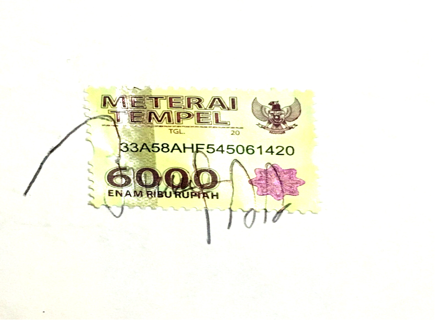 METERAI
TEMPEL
TGL. 20
33A58AHF545061420
6000
ENAM RIBU RUPIAH